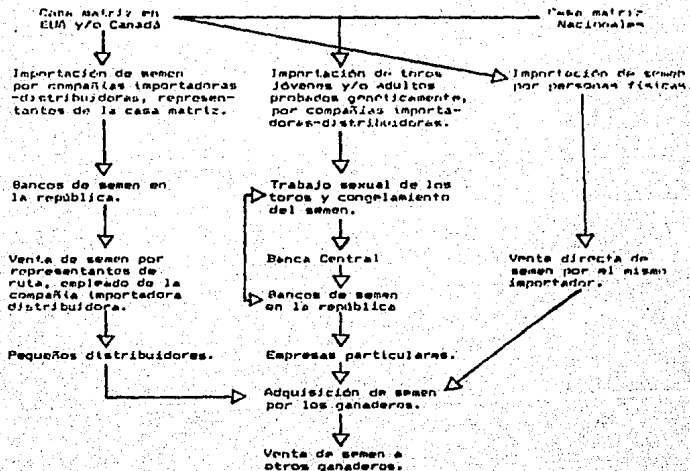 Casa matriz en
EUA y/o Canadá
Casa matriz
Nacionales
Importación de semen
por compañías importadoras
-distribuidoras, represen-
tantos de la casa matriz.
Importación de toros
jóvenes y/o adultos
probados genéticamente,
por compañías importa-
doras-distribuidoras.
Importación de semen
por personas físicas.
Bancos de semen en
la república.
Trabajo sexual de los
toros y congelamiento
del semen.
Venta de semen por
representantes de
ruta, empleado de la
compañía importadora
distribuidora.
Banca Central
Bancos de semen
en la república
Venta directa de
semen por el mismo
importador.
Pequeños distribuidores.
Empresas particulares.
Adquisición de semen
por los ganaderos.
Venta de semen a
otros ganaderos.